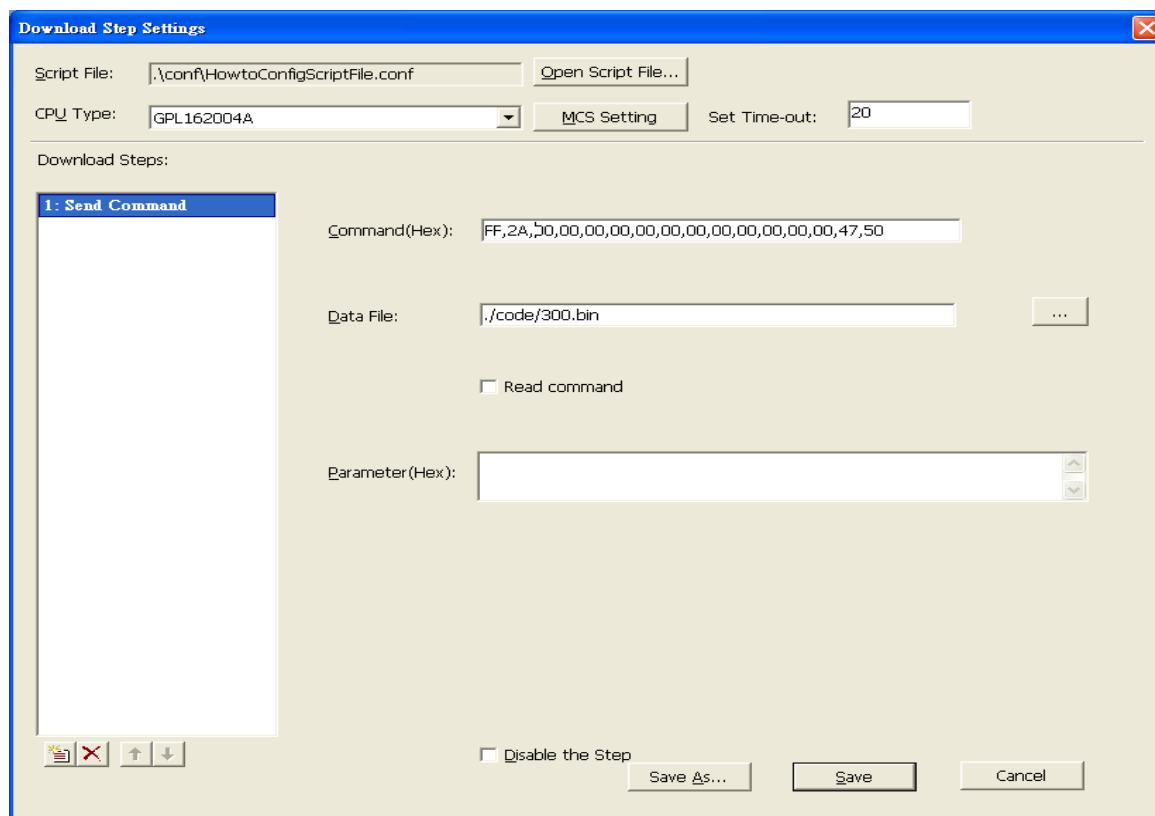 Download Step Settings
Script File: .\conf\HowtoConfigScriptFile.conf Open Script File...
CPU Type: GPL162004A MCS Setting Set Time-out: 20
Download Steps:
1: Send Command
Command(Hex): FF,2A,00,00,00,00,00,00,00,00,00,00,00,00,47,50
Data File: ./code/300.bin ...
Read command
Parameter(Hex):
Disable the Step
Save As... Save Cancel